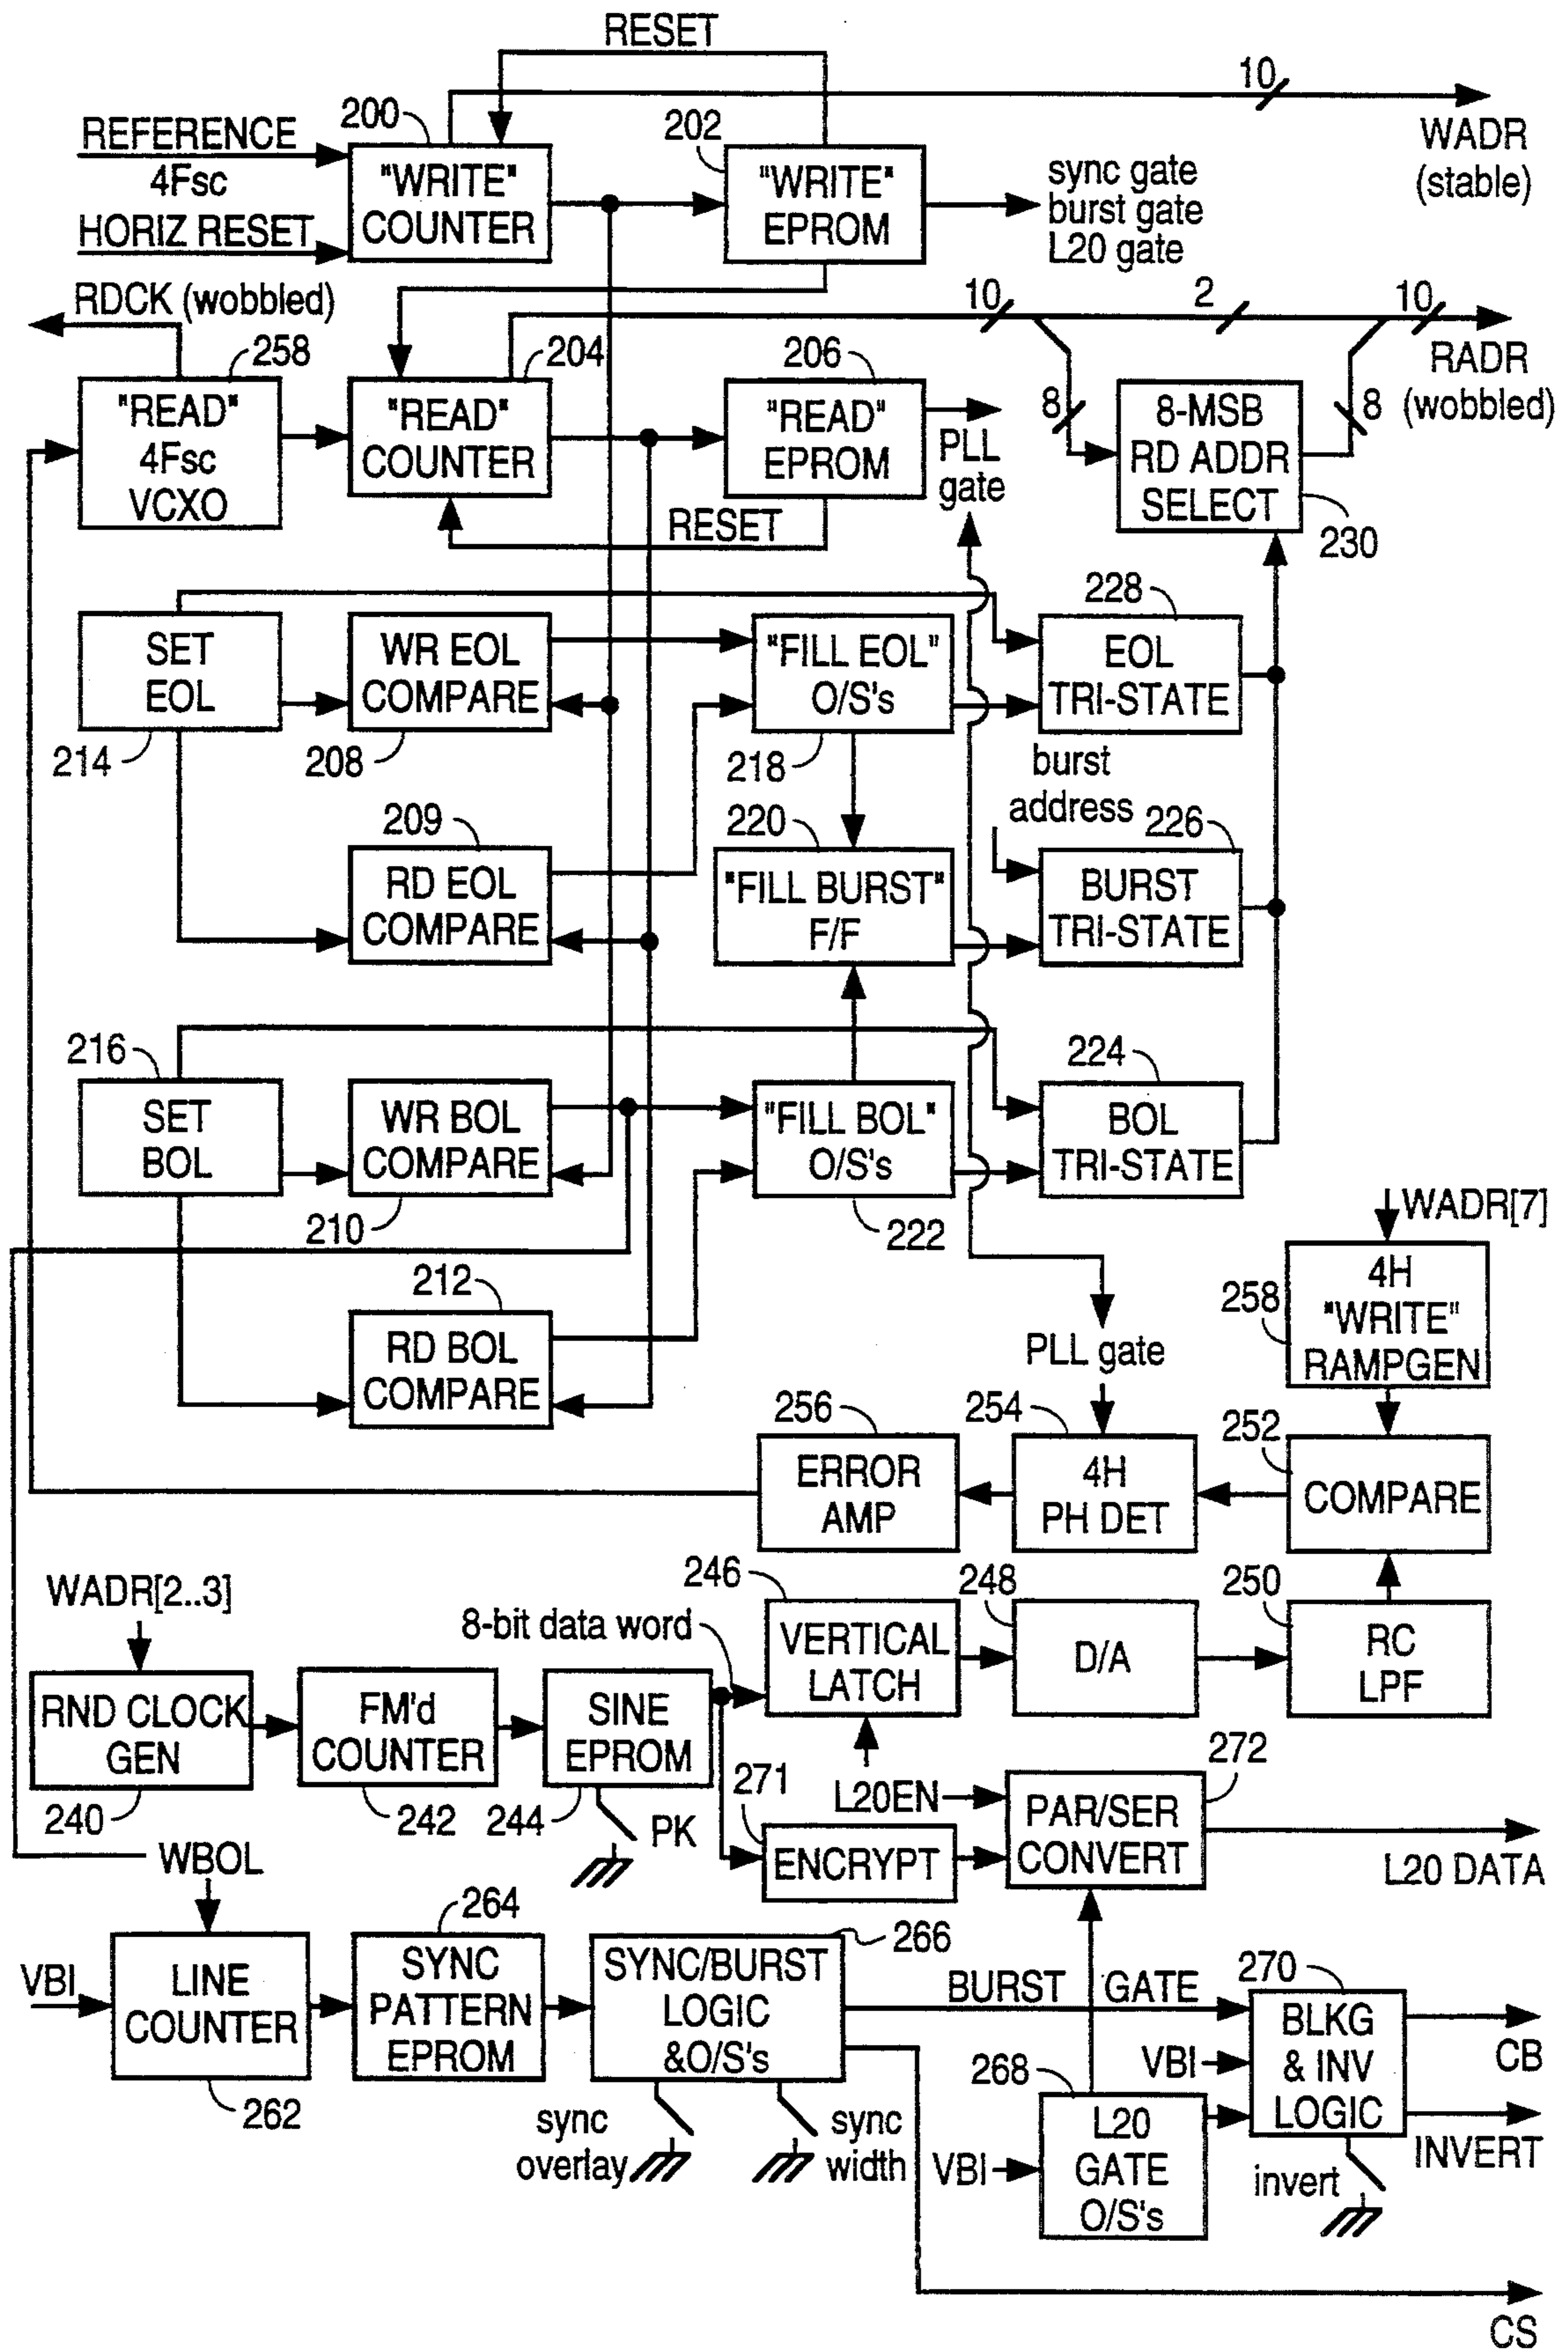 RESET
10
WADR
(stable)
REFERENCE
4Fsc
HORIZ RESET
200
"WRITE"
COUNTER
202
"WRITE"
EPROM
sync gate
burst gate
L20 gate
RDCK (wobbled)
258
"READ"
4Fsc
VCXO
204
"READ"
COUNTER
206
"READ"
EPROM
RESET
PLL
gate
10
2
10
8
8
RADR
(wobbled)
8-MSB
RD ADDR
SELECT
230
SET
EOL
214
WR EOL
COMPARE
208
"FILL EOL"
O/S's
218
228
EOL
TRI-STATE
209
RD EOL
COMPARE
220
"FILL BURST"
F/F
burst
address
226
BURST
TRI-STATE
216
SET
BOL
WR BOL
COMPARE
210
"FILL BOL"
O/S's
222
224
BOL
TRI-STATE
212
RD BOL
COMPARE
WADR[7]
258
4H
"WRITE"
RAMPGEN
PLL gate
256
ERROR
AMP
254
4H
PH DET
252
COMPARE
WADR[2..3]
RND CLOCK
GEN
240
FM'd
COUNTER
242
SINE
EPROM
244
PK
8-bit data word
246
VERTICAL
LATCH
248
D/A
250
RC
LPF
L20EN
271
ENCRYPT
272
PAR/SER
CONVERT
L20 DATA
WBOL
VBI
LINE
COUNTER
262
264
SYNC
PATTERN
EPROM
266
SYNC/BURST
LOGIC
&O/S's
sync
overlay
sync
width
BURST GATE
VBI
268
L20
GATE
O/S's
VBI
270
BLKG
& INV
LOGIC
invert
CB
INVERT
CS